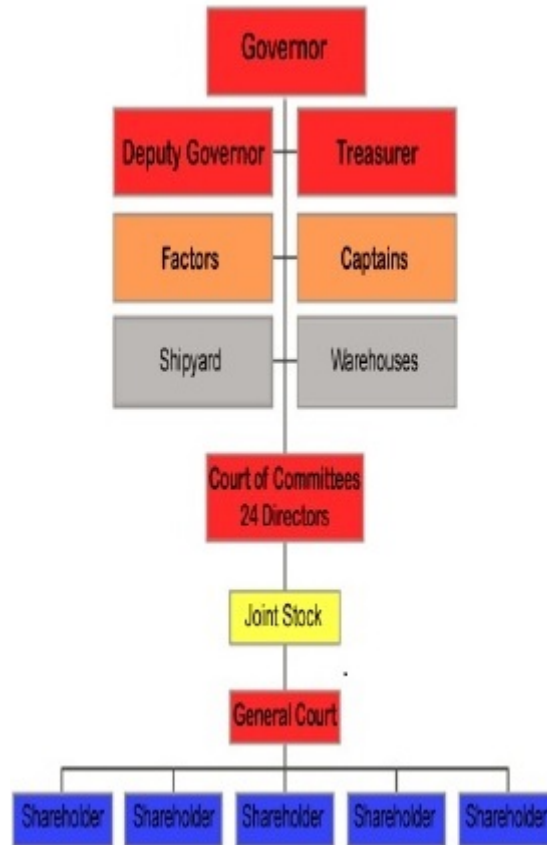 Governor
Deputy Governor
Treasurer
Factors
Captains
Shipyard
Warehouses
Court of Committees
24 Directors
Joint Stock
General Court
Shareholder
Shareholder
Shareholder
Shareholder
Shareholder